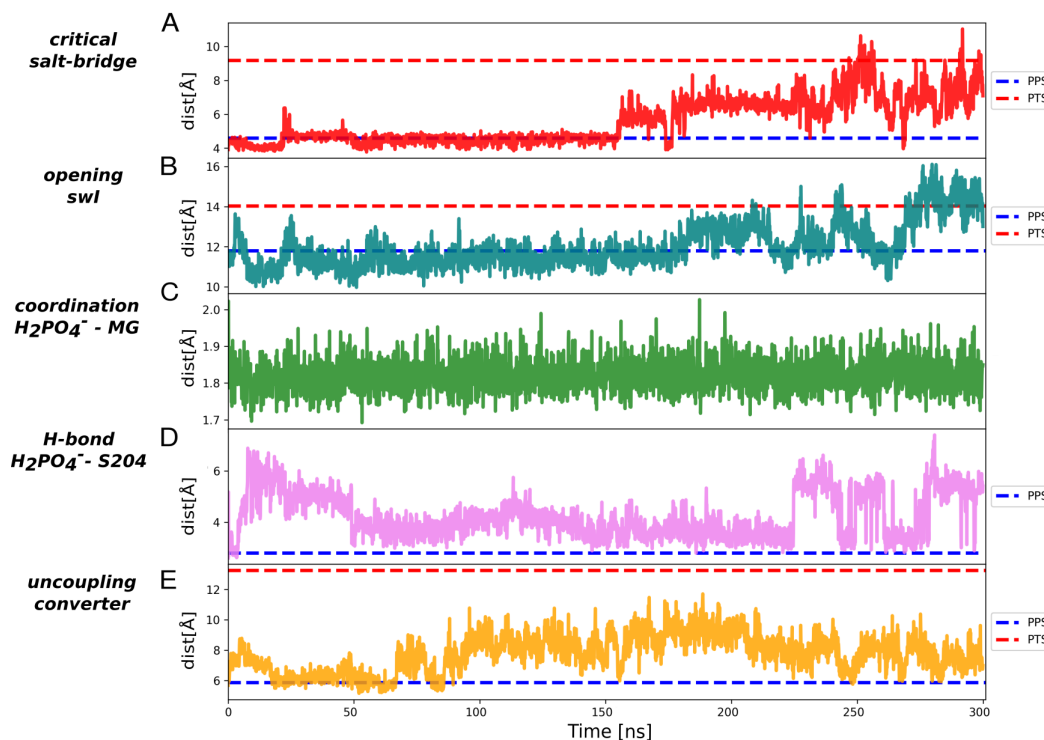 A
critical
salt-bridge
dist[Å]
10
8
6
4
PPS
PTS
B
opening
swI
dist[Å]
16
14
12
10
PPS
PTS
C
coordination
H2PO4- - MG
dist[Å]
2.0
1.9
1.8
1.7
D
H-bond
H2PO4- - S204
dist[Å]
6
4
PPS
E
uncoupling
converter
dist[Å]
12
10
8
6
PPS
PTS
0 50 100 150 200 250 300
Time [ns]